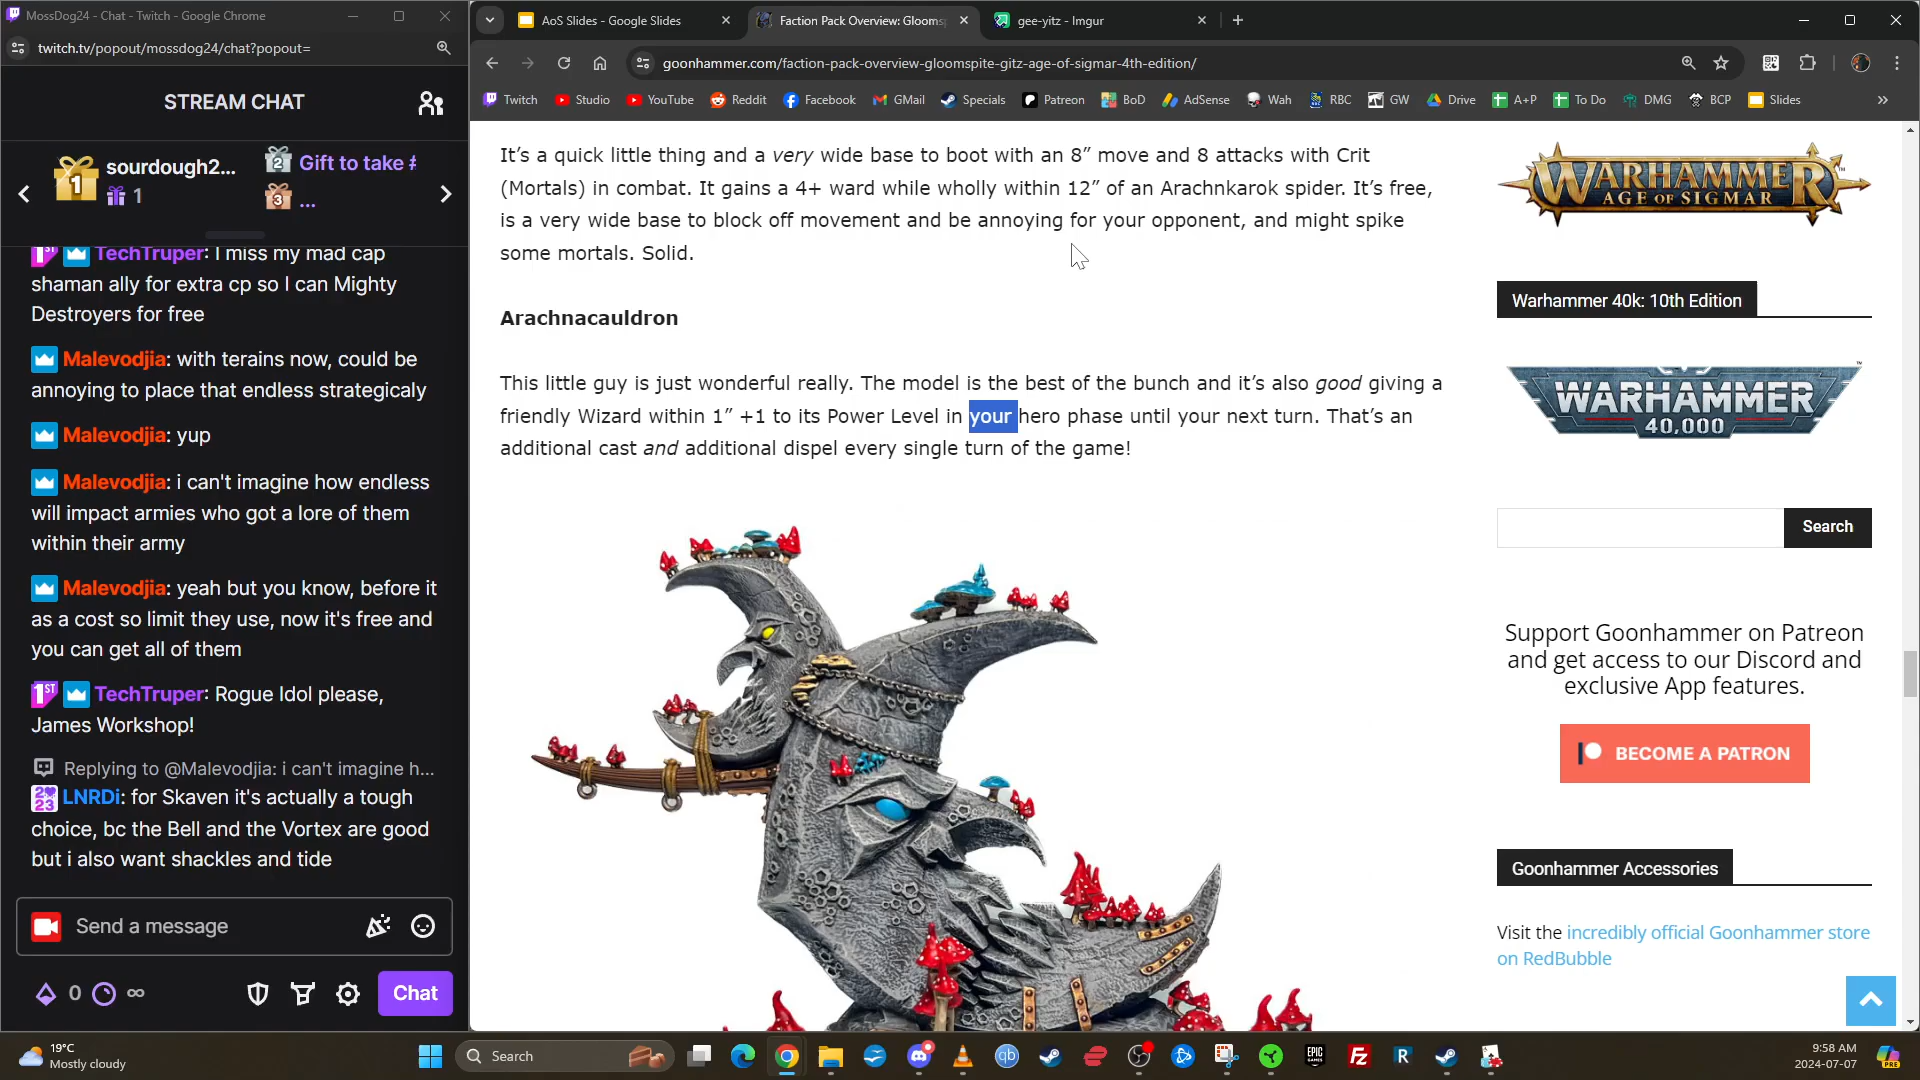 MossDog24 - Chat - Twitch - Google Chrome
twitch.tv/popout/mossdog24/chat?popout=
STREAM CHAT
1
sourdough2...
1
2 Gift to take #
3 ...
1ST TechTruper: I miss my mad cap
shaman ally for extra cp so I can Mighty
Destroyers for free
Malevodjia: with terains now, could be
annoying to place that endless strategicaly
Malevodjia: yup
Malevodjia: i can't imagine how endless
will impact armies who got a lore of them
within their army
Malevodjia: yeah but you know, before it
as a cost so limit they use, now it's free and
you can get all of them
1ST TechTruper: Rogue Idol please,
James Workshop!
Replying to @Malevodjia: i can't imagine h...
LNRDi: for Skaven it's actually a tough
choice, bc the Bell and the Vortex are good
but i also want shackles and tide
Send a message
0 ∞
Chat
AoS Slides - Google Slides
Faction Pack Overview: Glooms
gee-yitz - Imgur
goonhammer.com/faction-pack-overview-gloomspite-gitz-age-of-sigmar-4th-edition/
Twitch Studio YouTube Reddit Facebook GMail Specials Patreon BoD AdSense Wah RBC GW Drive A+P To Do DMG BCP Slides
It's a quick little thing and a very wide base to boot with an 8” move and 8 attacks with Crit
(Mortals) in combat. It gains a 4+ ward while wholly within 12” of an Arachnkarok spider. It's free,
is a very wide base to block off movement and be annoying for your opponent, and might spike
some mortals. Solid.
Arachnacauldron
This little guy is just wonderful really. The model is the best of the bunch and it's also good giving a
friendly Wizard within 1” +1 to its Power Level in your hero phase until your next turn. That's an
additional cast and additional dispel every single turn of the game!
WARHAMMER
AGE OF SIGMAR
Warhammer 40k: 10th Edition
WARHAMMER
40,000
Search
Support Goonhammer on Patreon
and get access to our Discord and
exclusive App features.
BECOME A PATRON
Goonhammer Accessories
Visit the incredibly official Goonhammer store
on RedBubble
19°C
Mostly cloudy
Search
9:58 AM
2024-07-07